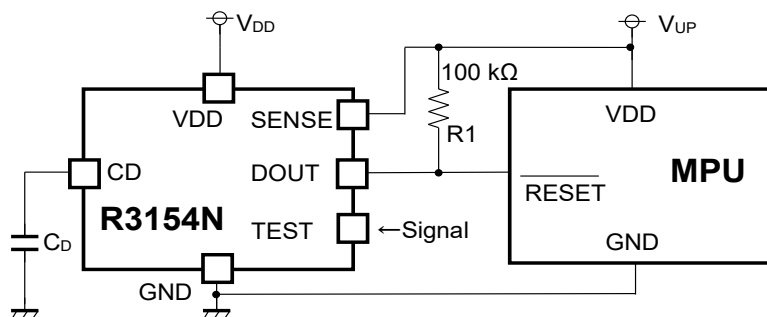 VDD
VUP
100 kΩ
R1
VDD
SENSE
VDD
CD
DOUT
RESET
MPU
R3154N
TEST
←Signal
CD
GND
GND